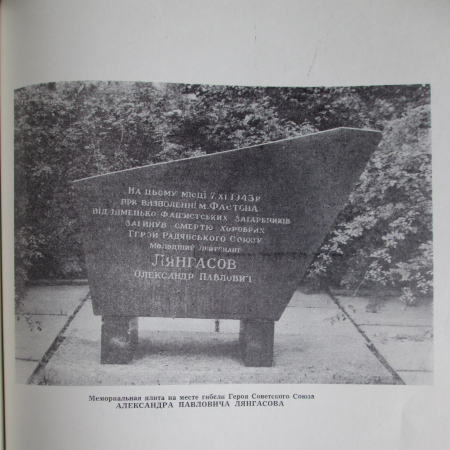 НА ЦЬОМУ МІСЦІ 7 XI 1943 р
ПРИ ВИЗВОЛЕННІ М. ФАСТОВА
ВІД НІМЕЦЬКО ФАШИСТСЬКИХ ЗАГАРБНИКІВ
ЗАГИНУВ СМЕРТЮ ХОРОБРИХ
ГЕРОЙ РАДЯНСЬКОГО СОЮЗУ
МОЛОДШИЙ ЛЕЙТЕНАНТ
ЛЯНГАСОВ
ОЛЕКСАНДР ПАВЛОВИЧ
Мемориальная плита на месте гибели Героя Советского Союза
АЛЕКСАНДРА ПАВЛОВИЧА ЛЯНГАСОВА